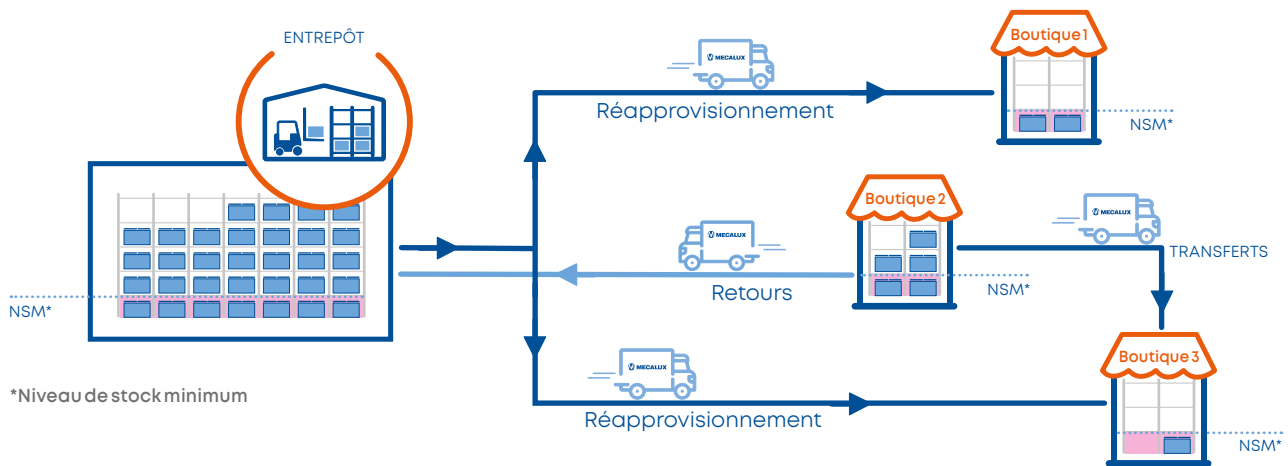 ENTREPÔT
MECALUX
Boutique 1
Réapprovisionnement
NSM*
Boutique 2
MECALUX
MECALUX
TRANSFERTS
Retours
NSM*
NSM*
MECALUX
Boutique 3
*Niveau de stock minimum
Réapprovisionnement
NSM*